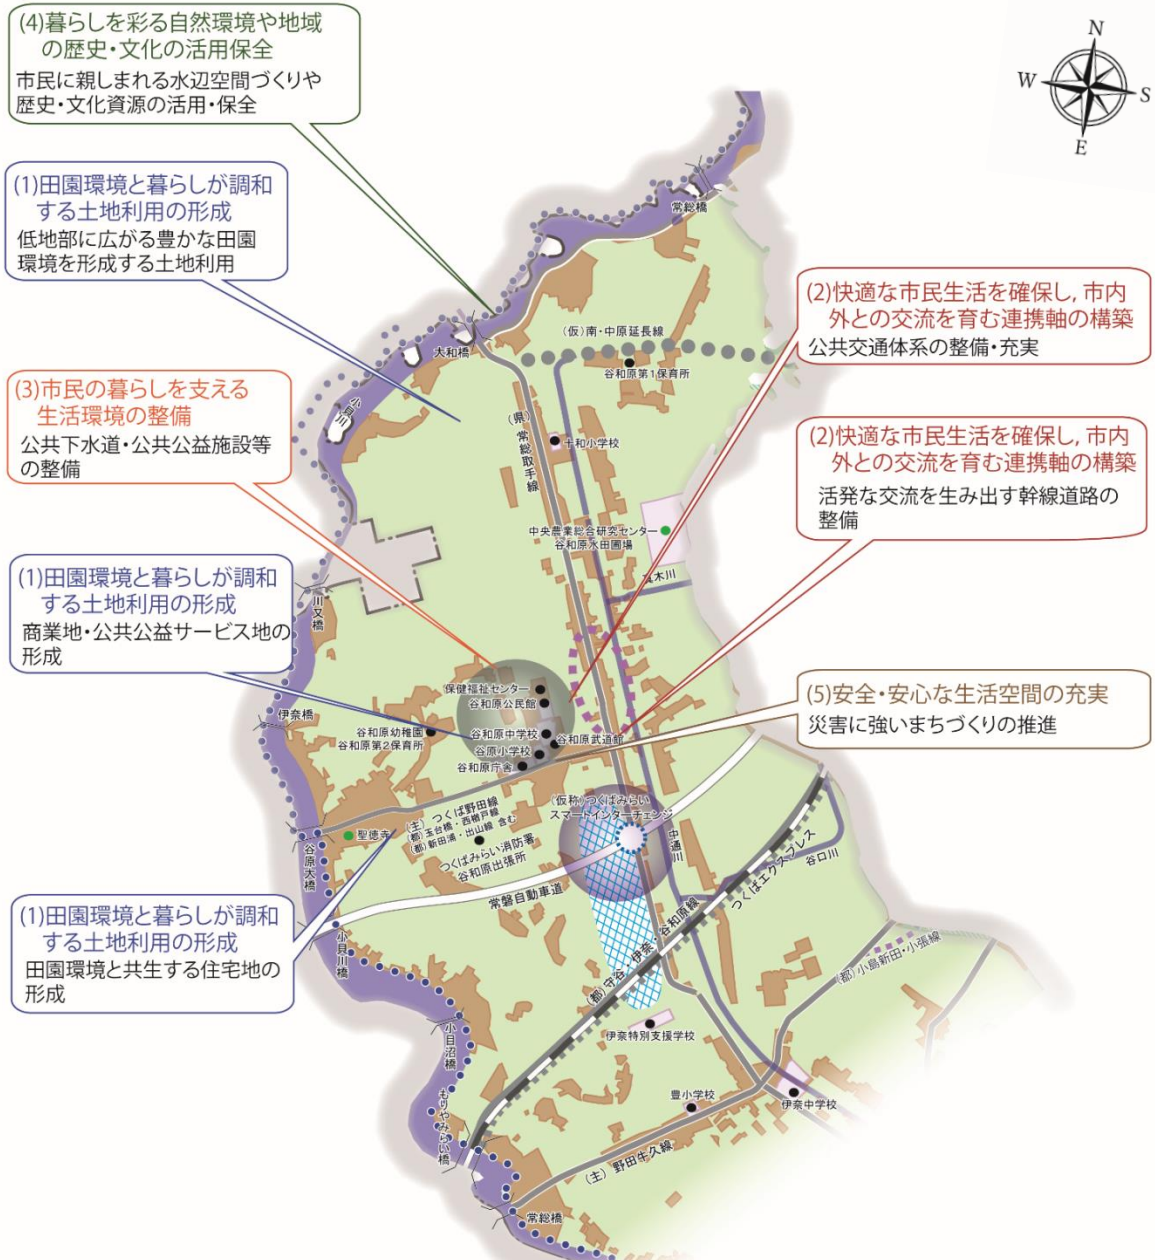 (4)暮らしを彩る自然環境や地域
の歴史・文化の活用保全
市民に親しまれる水辺空間づくりや
歴史・文化資源の活用・保全
N
W
S
E
(1)田園環境と暮らしが調和
する土地利用の形成
低地部に広がる豊かな田園
環境を形成する土地利用
常総橋
(2)快適な市民生活を確保し，市内
外との交流を育む連携軸の構築
公共交通体系の整備・充実
(仮)南・中原延長線
大和橋
谷和原第1保育所
(3)市民の暮らしを支える
生活環境の整備
公共下水道・公共公益施設等
の整備
小貝川
(県)常総取手線
十和小学校
(2)快適な市民生活を確保し，市内
外との交流を育む連携軸の構築
活発な交流を生み出す幹線道路の
整備
中央農業総合研究センター
谷和原水田圃場
真木川
(1)田園環境と暮らしが調和
する土地利用の形成
商業地・公共公益サービス地の
形成
川又橋
保健福祉センター
谷和原公民館
伊奈橋
谷和原幼稚園
谷和原第2保育所
谷和原中学校
谷和原武道館
谷原小学校
谷和原庁舎
(5)安全・安心な生活空間の充実
災害に強いまちづくりの推進
(主)つくば野田線
(都)玉台橋・西楢戸線
(都)新田浦・出山線 含む
(仮称)つくばみらい
スマートインターチェンジ
聖徳寺
つくばみらい消防署
谷和原出張所
谷原大橋
常磐自動車道
中通川
谷口川
つくばエクスプレス
(都)守谷・伊奈・谷和原線
(1)田園環境と暮らしが調和
する土地利用の形成
田園環境と共生する住宅地の
形成
小貝川橋
(都)小島新田・小張線
小目沼橋
伊奈特別支援学校
もりやみらい橋
豊小学校
伊奈中学校
(主)野田牛久線
常総橋